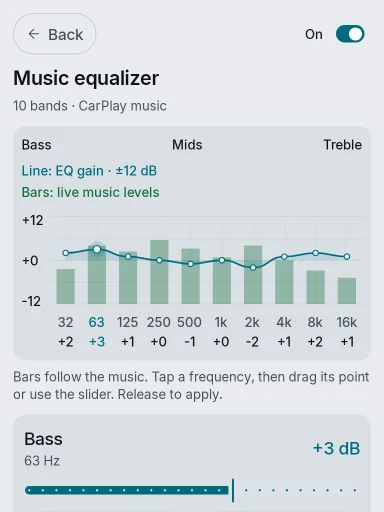 Back
On
Music equalizer
10 bands · CarPlay music
Bass Mids Treble
Line: EQ gain · ±12 dB
Bars: live music levels
+12
+0
-12
32 63 125 250 500 1k 2k 4k 8k 16k
+2 +3 +1 +0 -1 +0 -2 +1 +2 +1
Bars follow the music. Tap a frequency, then drag its point
or use the slider. Release to apply.
Bass
+3 dB
63 Hz